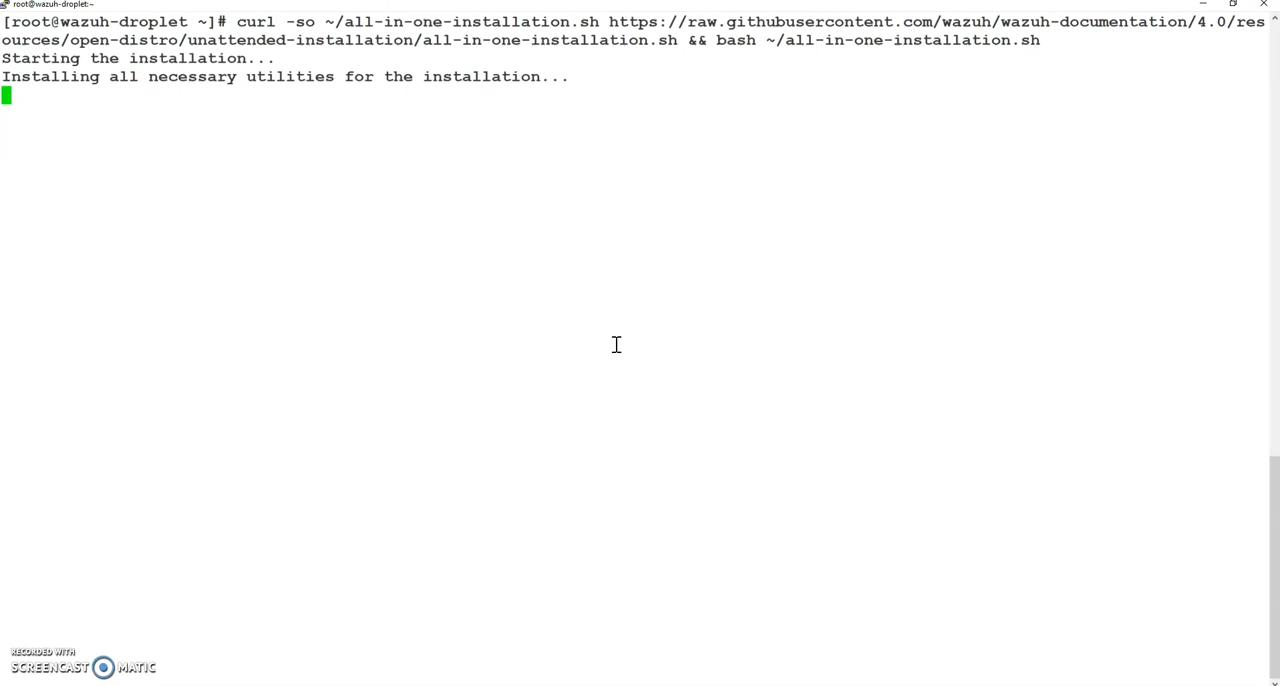 root@wazuh-droplet:~
[root@wazuh-droplet ~]# curl -so ~/all-in-one-installation.sh https://raw.githubusercontent.com/wazuh/wazuh-documentation/4.0/res
ources/open-distro/unattended-installation/all-in-one-installation.sh && bash ~/all-in-one-installation.sh
Starting the installation...
Installing all necessary utilities for the installation...
RECORDED WITH
SCREENCAST MATIC